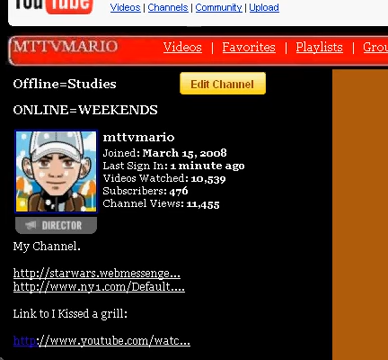 You Tube
Videos | Channels | Community | Upload
MTTVMARIO
Videos | Favorites | Playlists | Grou
Offline=Studies
Edit Channel
ONLINE=WEEKENDS
mttvmario
Joined: March 15, 2008
Last Sign In: 1 minute ago
Videos Watched: 10,539
Subscribers: 476
Channel Views: 11,455
DIRECTOR
My Channel.
http://starwars.webmessenge...
http://www.ny1.com/Default....
Link to I Kissed a grill:
http://www.youtube.com/watc...